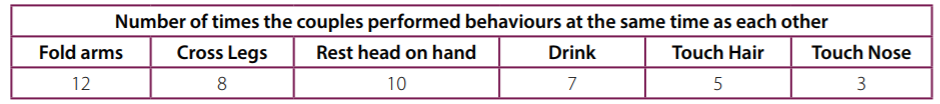 Number of times the couples performed behaviours at the same time as each other
Fold arms Cross Legs Rest head on hand Drink Touch Hair Touch Nose
12 8 10 7 5 3